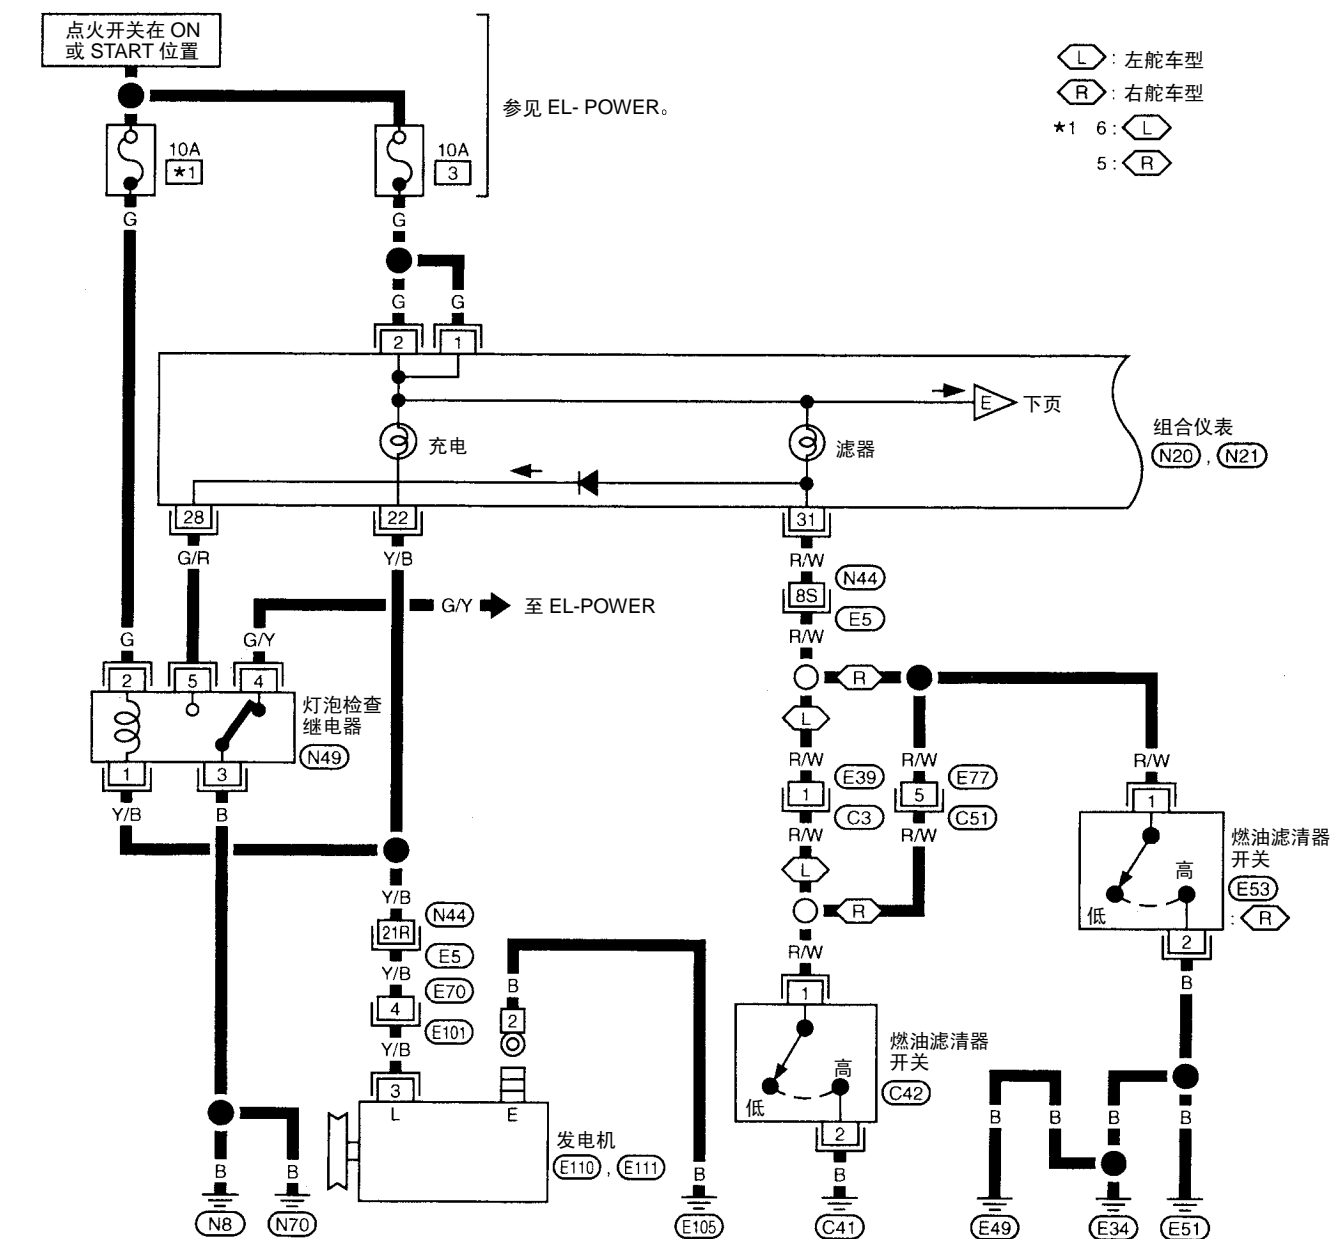 点火开关在 ON
或 START 位置
参见 EL- POWER。
L : 左舵车型
R : 右舵车型
★1 6 : L
5 : R
10A
★1
10A
3
G
G
G
G
2
1
E 下页
充电
滤器
组合仪表
N20 , N21
28
22
31
G/R
Y/B
R/W
N44
8S
E5
G/Y 至 EL-POWER
R/W
G
G/Y
2
5
4
R
灯泡检查
继电器
N49
L
1
3
R/W
R/W
R/W
E39
E77
1
5
1
Y/B
B
C3
C51
R/W
R/W
燃油滤清器
开关
E53
: R
高
低
L
Y/B
N44
R
21R
E5
R/W
2
Y/B
E70
B
B
4
2
1
E101
Y/B
燃油滤清器
开关
C42
高
低
3
L
E
B
B
B
B
2
发电机
E110 , E111
B
B
B
B
N8
N70
E105
C41
E49
E34
E51